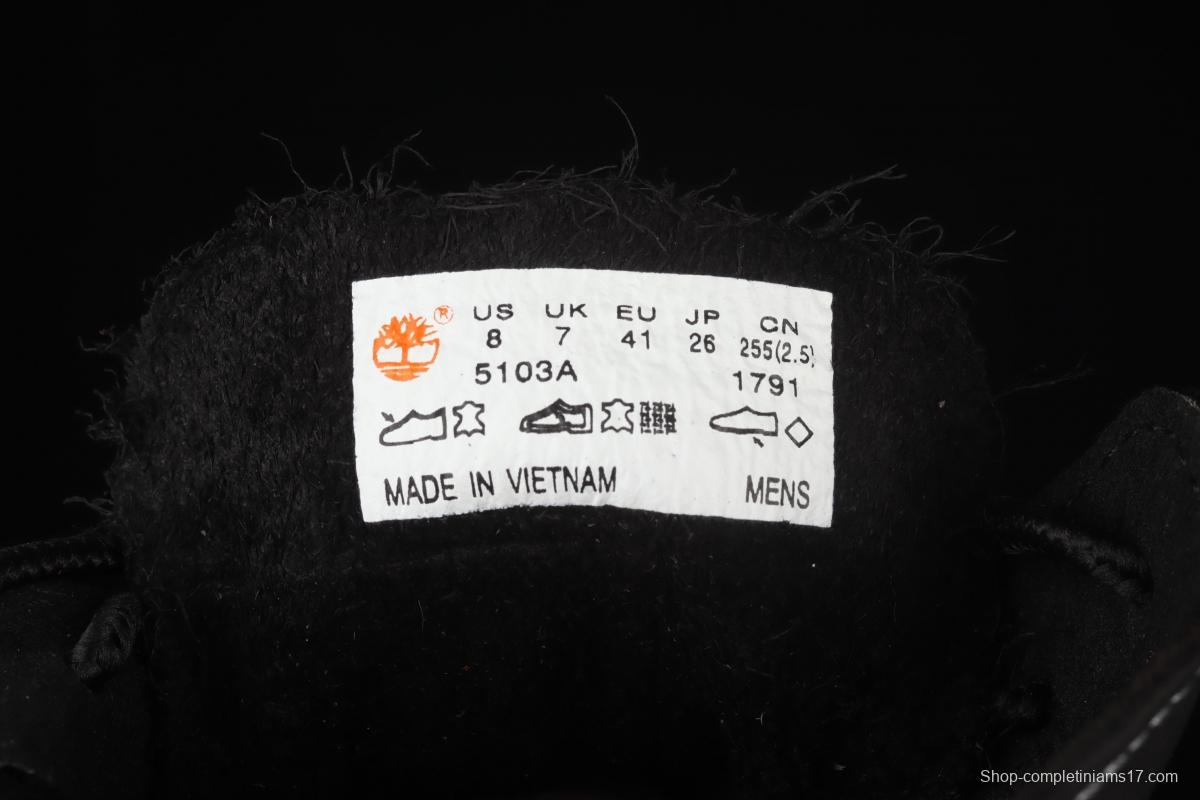 ®
US UK EU JP CN
8 7 41 26 255(2.5)
5103A 1791
MADE IN VIETNAM MENS
Shop-completiniams17.com